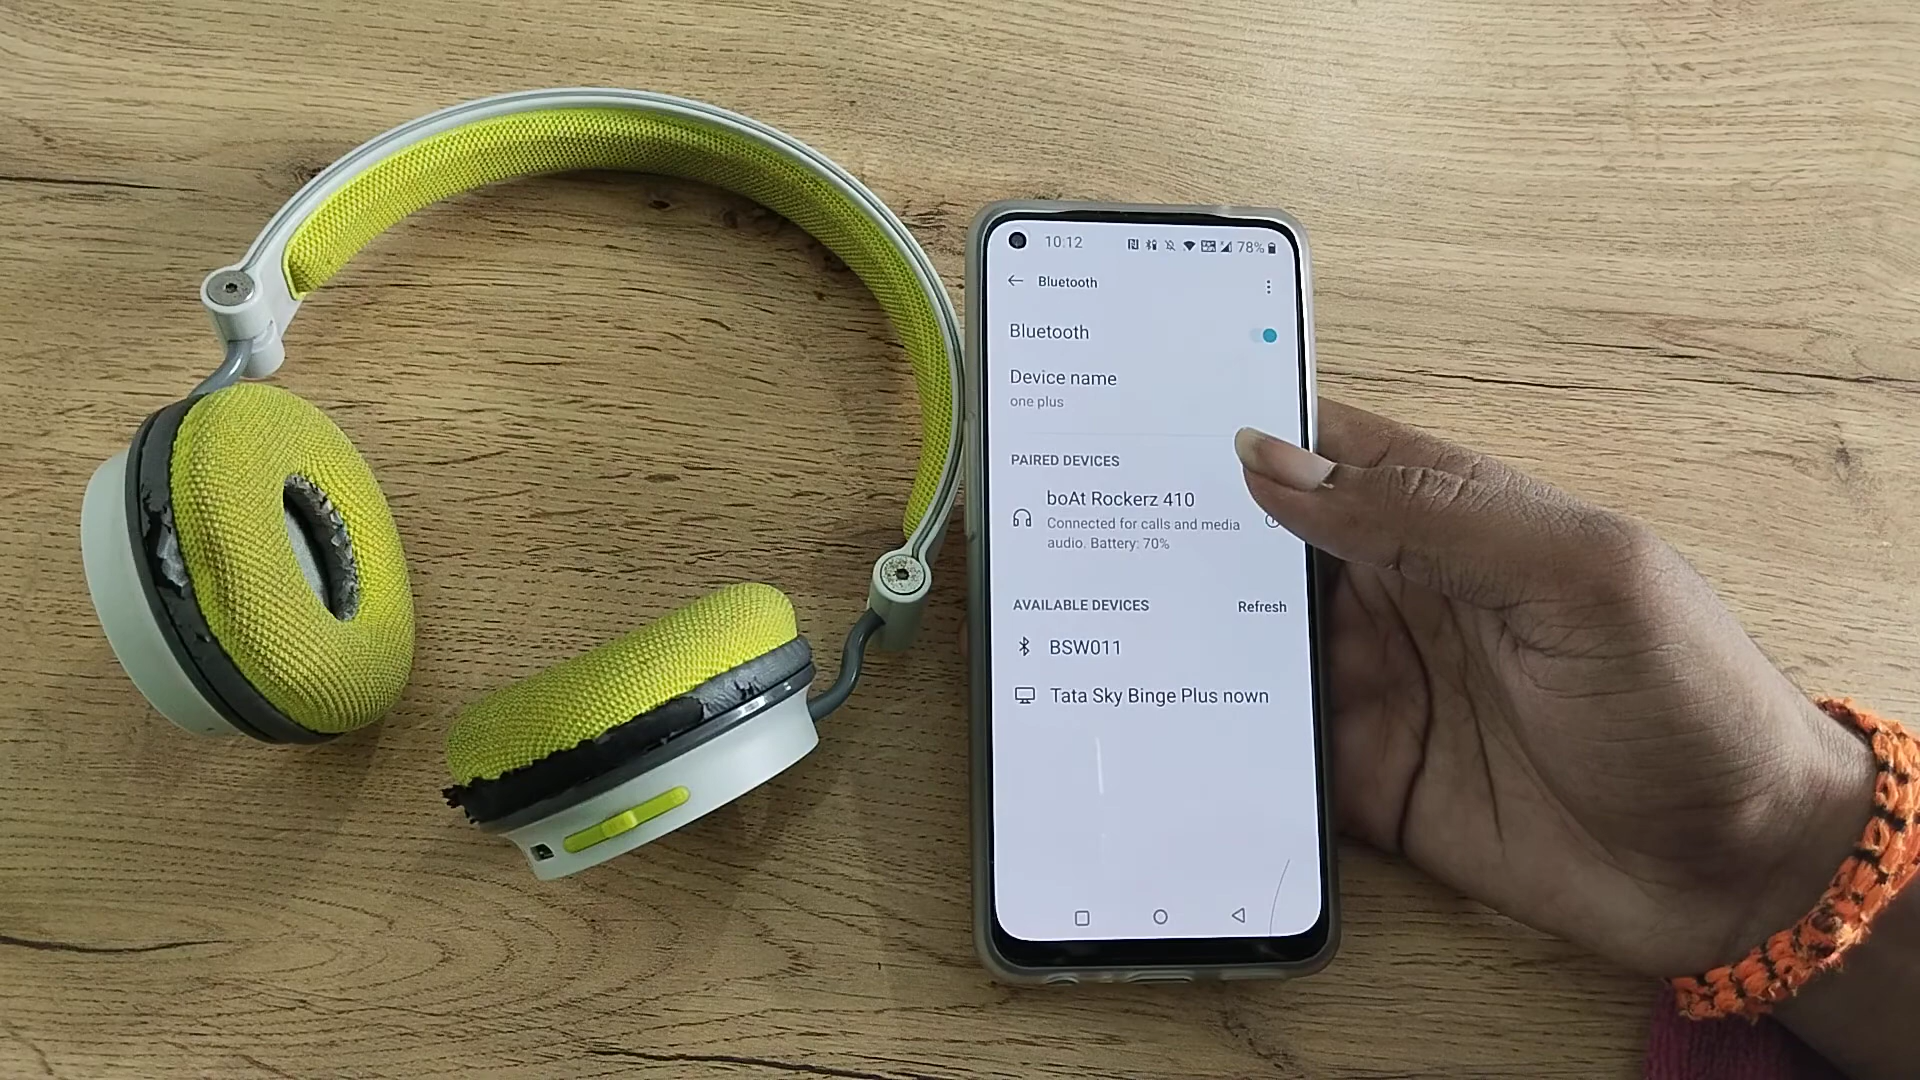 10:12
78%
Bluetooth
Bluetooth
Device name
one plus
PAIRED DEVICES
boAt Rockerz 410
Connected for calls and media
audio. Battery: 70%
AVAILABLE DEVICES
Refresh
BSW011
Tata Sky Binge Plus nown